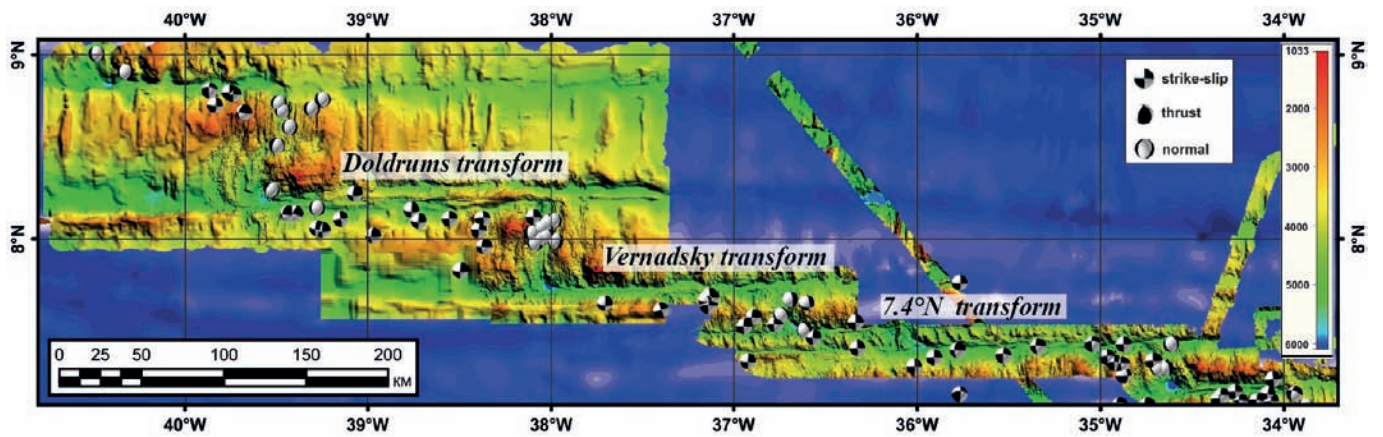 40°W 39°W 38°W 37°W 36°W 35°W 34°W
9°N
9°N
1033
2000
3000
4000
5000
6000
strike-slip
thrust
normal
Doldrums transform
8°N
8°N
Vernadsky transform
7.4°N transform
0 25 50 100 150 200
КМ
40°W 39°W 38°W 37°W 36°W 35°W 34°W